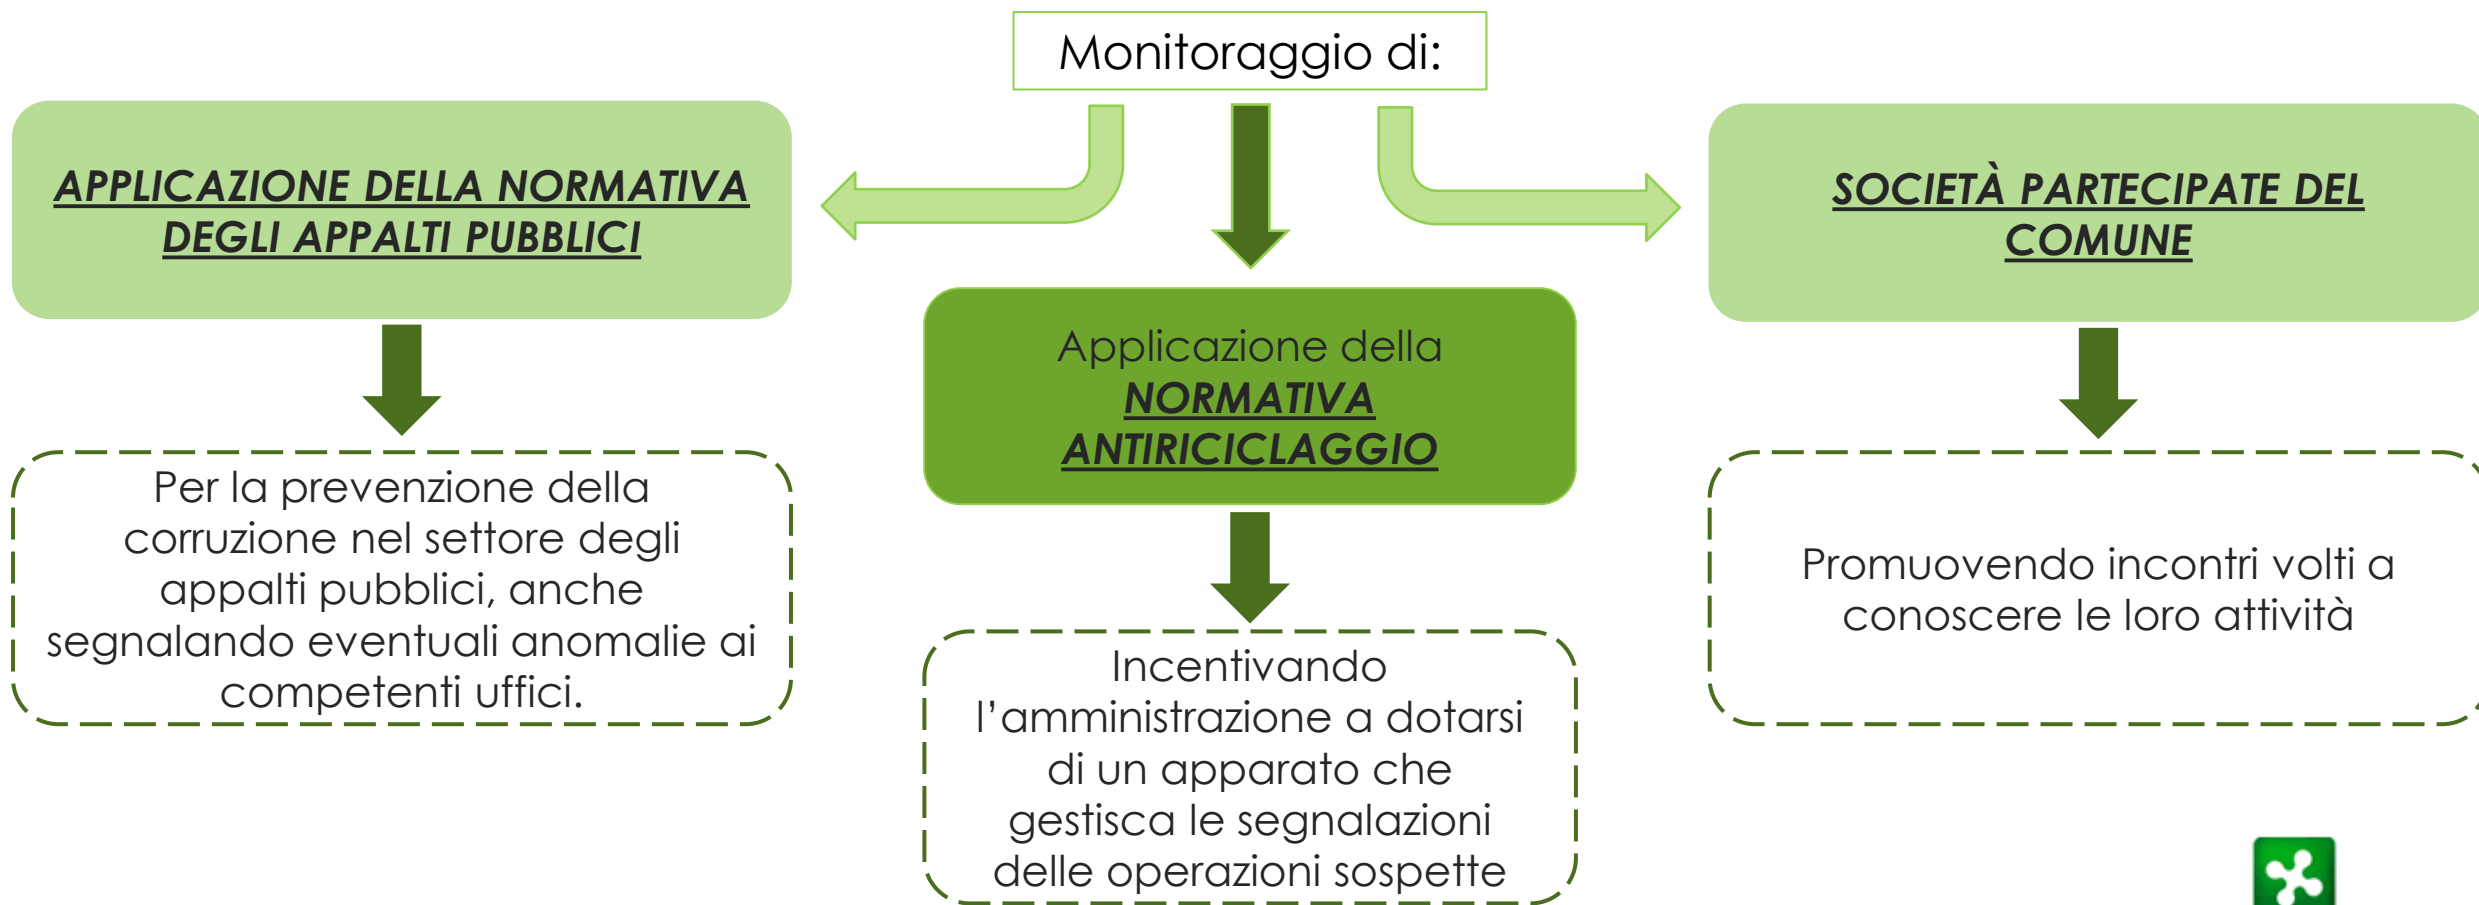 Monitoraggio di:
APPLICAZIONE DELLA NORMATIVA
DEGLI APPALTI PUBBLICI
Per la prevenzione della
corruzione nel settore degli
appalti pubblici, anche
segnalando eventuali anomalie ai
competenti uffici.
Applicazione della
NORMATIVA
ANTIRICICLAGGIO
Incentivando
l’amministrazione a dotarsi
di un apparato che
gestisca le segnalazioni
delle operazioni sospette
SOCIETÀ PARTECIPATE DEL
COMUNE
Promuovendo incontri volti a
conoscere le loro attività